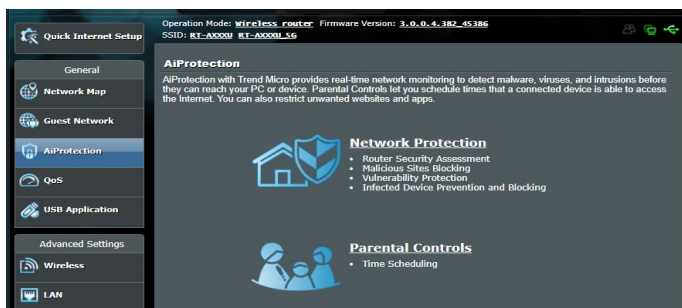 Operation Mode: Wireless router Firmware Version: 3.0.0.4.382_45386
SSID: RT-AXXXU RT-AXXXU_5G
Quick Internet Setup
General
Network Map
Guest Network
AiProtection
QoS
USB Application
Advanced Settings
Wireless
LAN
AiProtection
AiProtection with Trend Micro provides real-time network monitoring to detect malware, viruses, and intrusions before
they can reach your PC or device. Parental Controls let you schedule times that a connected device is able to access
the Internet. You can also restrict unwanted websites and apps.
Network Protection
• Router Security Assessment
• Malicious Sites Blocking
• Vulnerability Protection
• Infected Device Prevention and Blocking
Parental Controls
• Time Scheduling